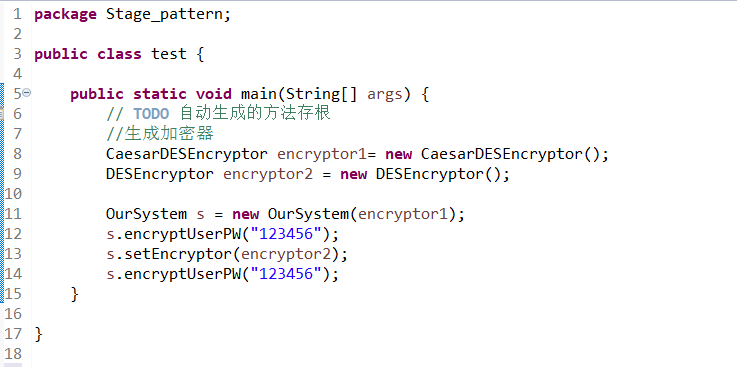 1 package Stage_pattern;
2
3 public class test {
4
5 public static void main(String[] args) {
6 // TODO 自动生成的方法存根
7 //生成加密器
8 CaesarDESEncryptor encryptor1= new CaesarDESEncryptor();
9 DESEncryptor encryptor2 = new DESEncryptor();
10
11 OurSystem s = new OurSystem(encryptor1);
12 s.encryptUserPW("123456");
13 s.setEncryptor(encryptor2);
14 s.encryptUserPW("123456");
15 }
16
17 }
18